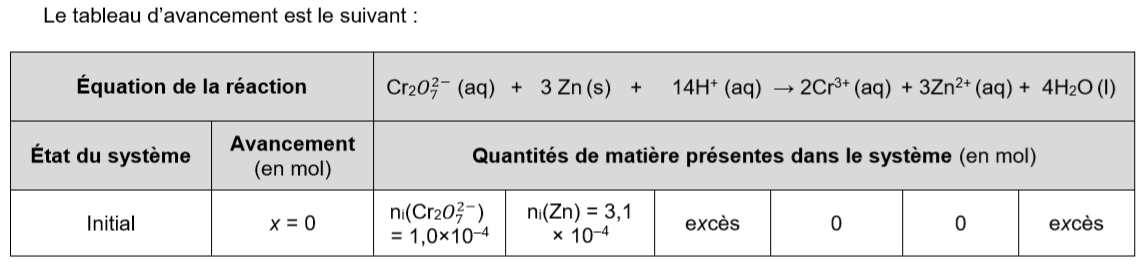 Le tableau d’avancement est le suivant :
Équation de la réaction
Cr₂O₇²⁻ (aq) + 3 Zn (s) + 14H⁺ (aq) → 2Cr³⁺ (aq) + 3Zn²⁺ (aq) + 4H₂O (l)
État du système
Avancement
(en mol)
Quantités de matière présentes dans le système (en mol)
Initial
x = 0
nᵢ(Cr₂O₇²⁻)
= 1,0×10⁻⁴
nᵢ(Zn) = 3,1
× 10⁻⁴
excès
0
0
excès